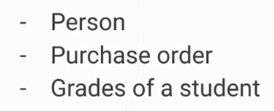 - Person
- Purchase order
- Grades of a student